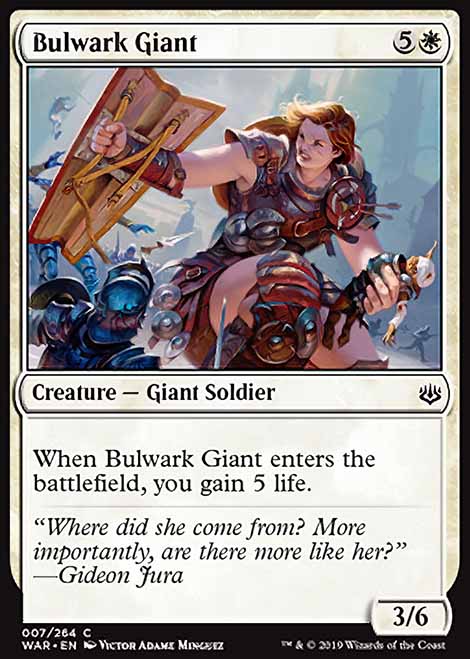 Bulwark Giant 5
Creature — Giant Soldier
When Bulwark Giant enters the
battlefield, you gain 5 life.
“Where did she come from? More
importantly, are there more like her?”
—Gideon Jura
3/6
007/264 C
WAR • EN Victor Adame Minguez
™ & © 2019 Wizards of the Coast